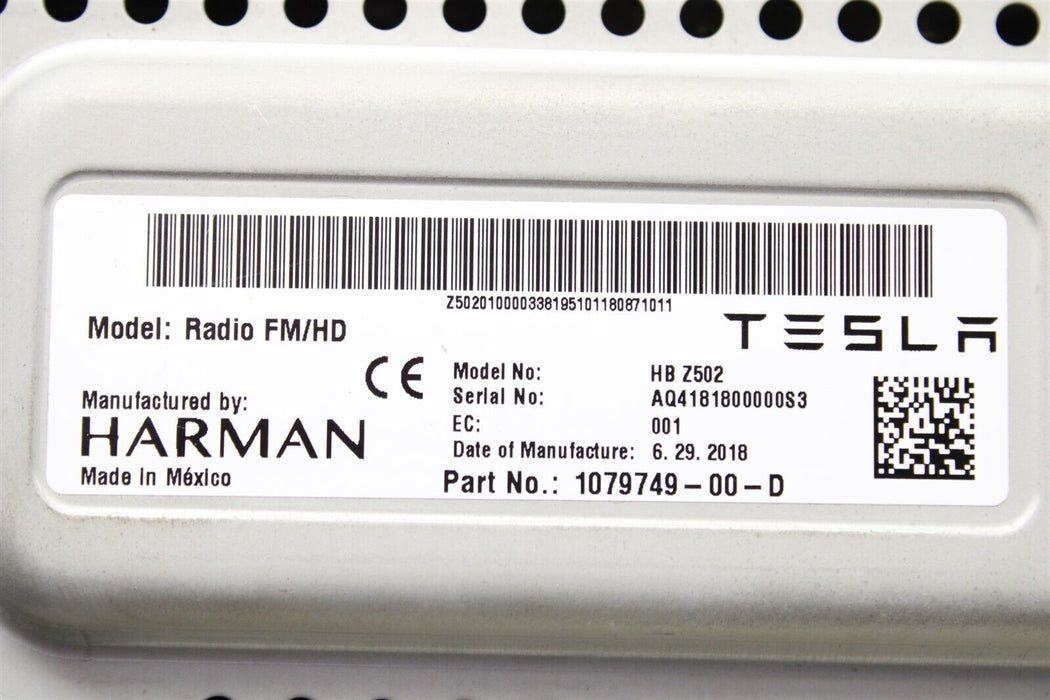 Z502010000338195101180871011
Model: Radio FM/HD
TESLA
CE
Model No: HB Z502
Serial No: AQ4181800000S3
EC: 001
Date of Manufacture: 6. 29. 2018
Part No.: 1079749-00-D
Manufactured by:
HARMAN
Made In México